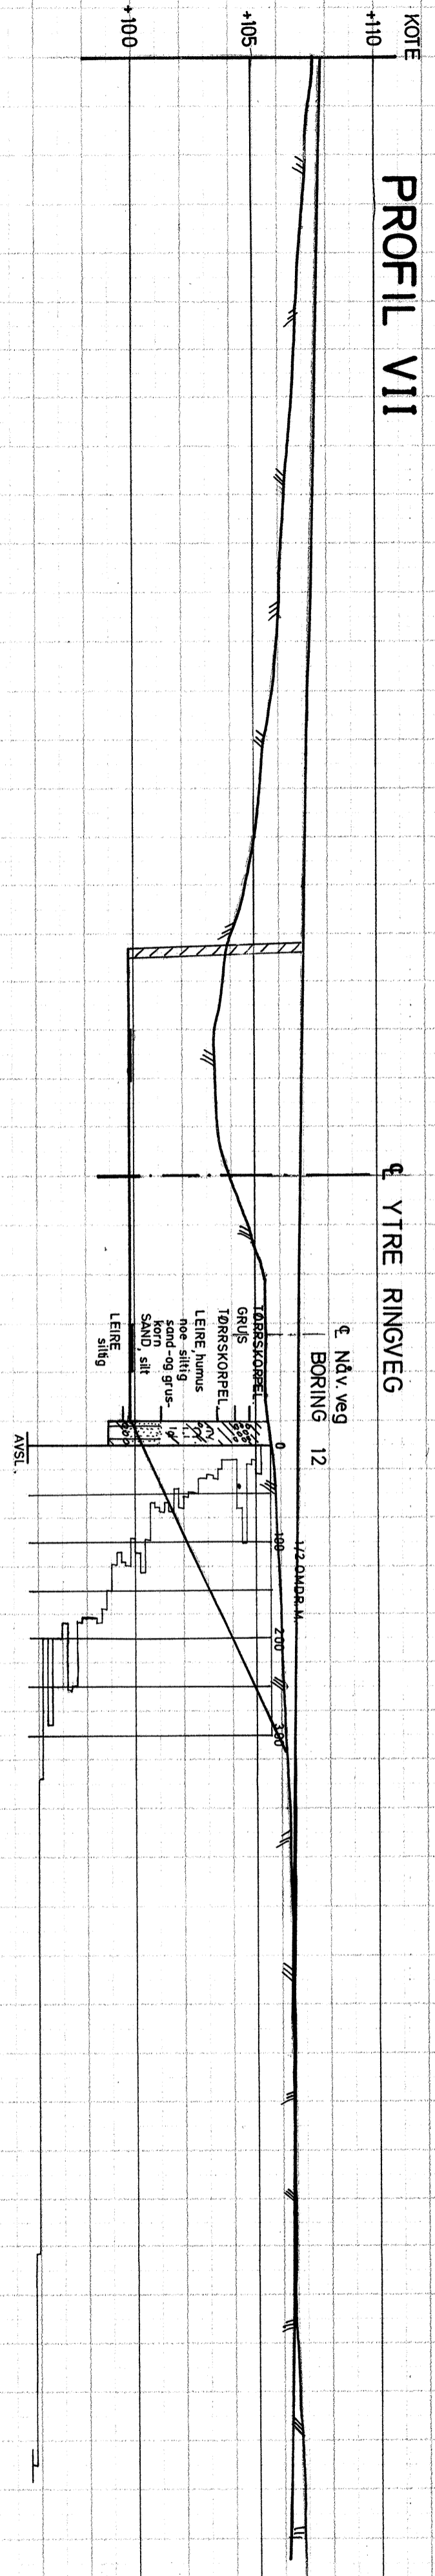 PROFIL VII
KOTE
+110
+105
+100
℄ YTRE RINGVEG
℄ Nåv. veg
BORING 12
TØRRSKORPEL.
GRUS
TØRRSKORPEL.
LEIRE, humus
noe siltig
sand-og grus-
korn
SAND, silt
LEIRE
siltig
0
100
200
300
1/2 OMDR.M.
AVSL.